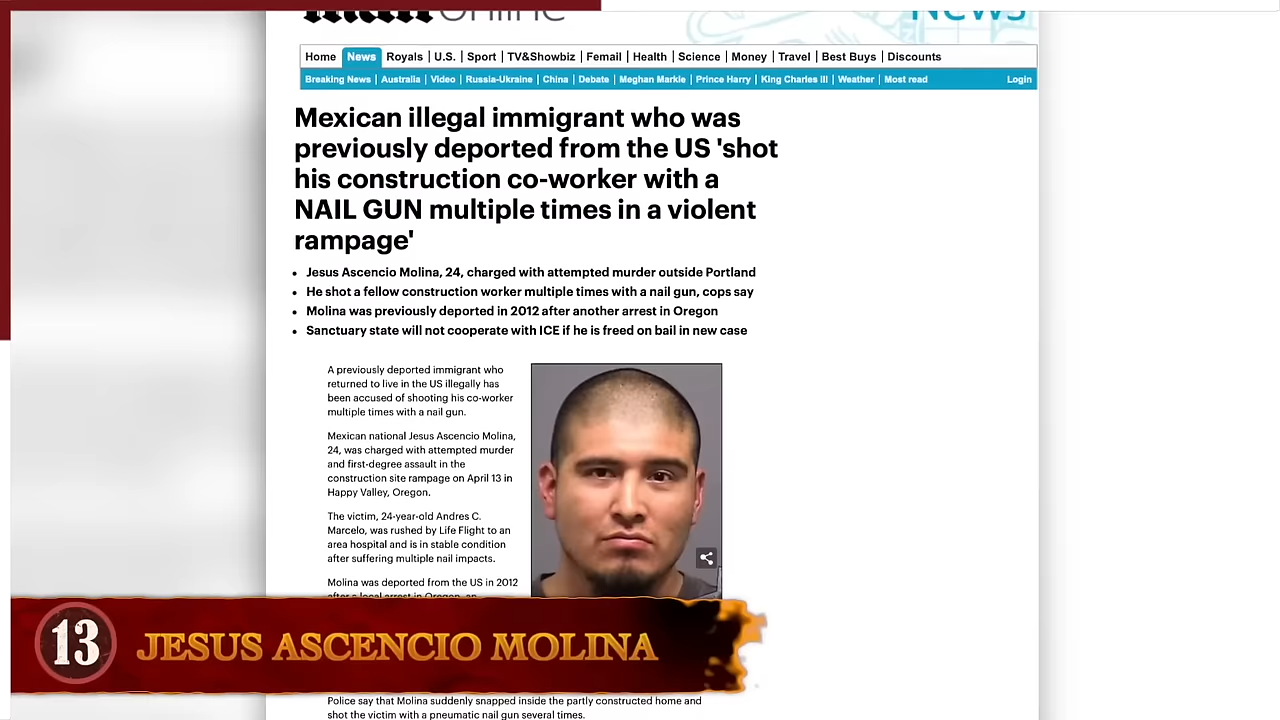 Online
News
Home News Royals U.S. Sport TV&Showbiz Femail Health Science Money Travel Best Buys Discounts
Breaking News Australia Video Russia-Ukraine China Debate Meghan Markle Prince Harry King Charles III Weather Most read Login
Mexican illegal immigrant who was
previously deported from the US 'shot
his construction co-worker with a
NAIL GUN multiple times in a violent
rampage'
Jesus Ascencio Molina, 24, charged with attempted murder outside Portland
He shot a fellow construction worker multiple times with a nail gun, cops say
Molina was previously deported in 2012 after another arrest in Oregon
Sanctuary state will not cooperate with ICE if he is freed on bail in new case
A previously deported immigrant who
returned to live in the US illegally has
been accused of shooting his co-worker
multiple times with a nail gun.
Mexican national Jesus Ascencio Molina,
24, was charged with attempted murder
and first-degree assault in the
construction site rampage on April 13 in
Happy Valley, Oregon.
The victim, 24-year-old Andres C.
Marcelo, was rushed by Life Flight to an
area hospital and is in stable condition
after suffering multiple nail impacts.
Molina was deported from the US in 2012
after a local arrest in Oregon, an
13 JESUS ASCENCIO MOLINA
Police say that Molina suddenly snapped inside the partly constructed home and
shot the victim with a pneumatic nail gun several times.